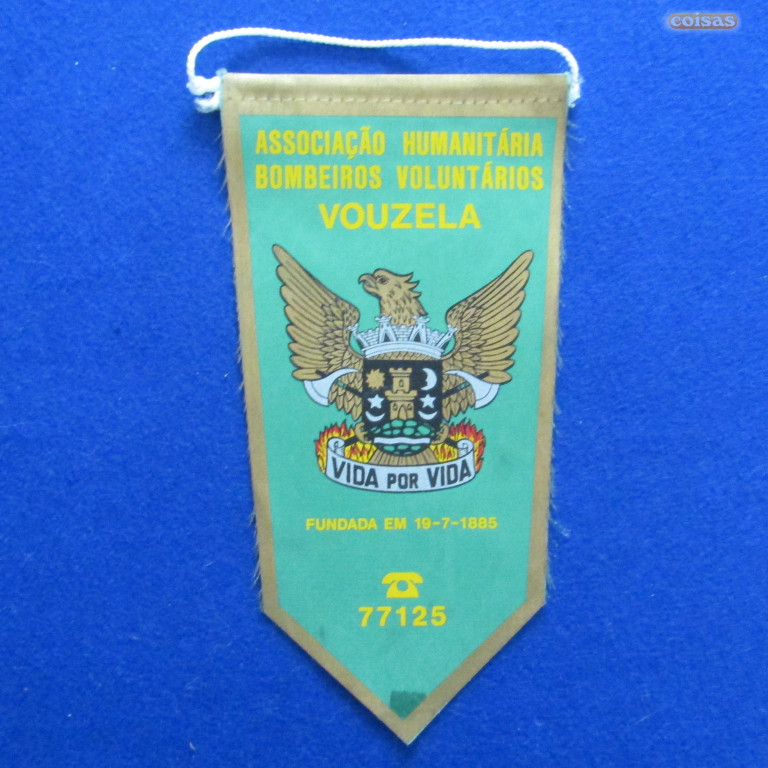 coisas
ASSOCIAÇÃO HUMANITÁRIA
BOMBEIROS VOLUNTÁRIOS
VOUZELA
VIDA POR VIDA
FUNDADA EM 19-7-1885
77125